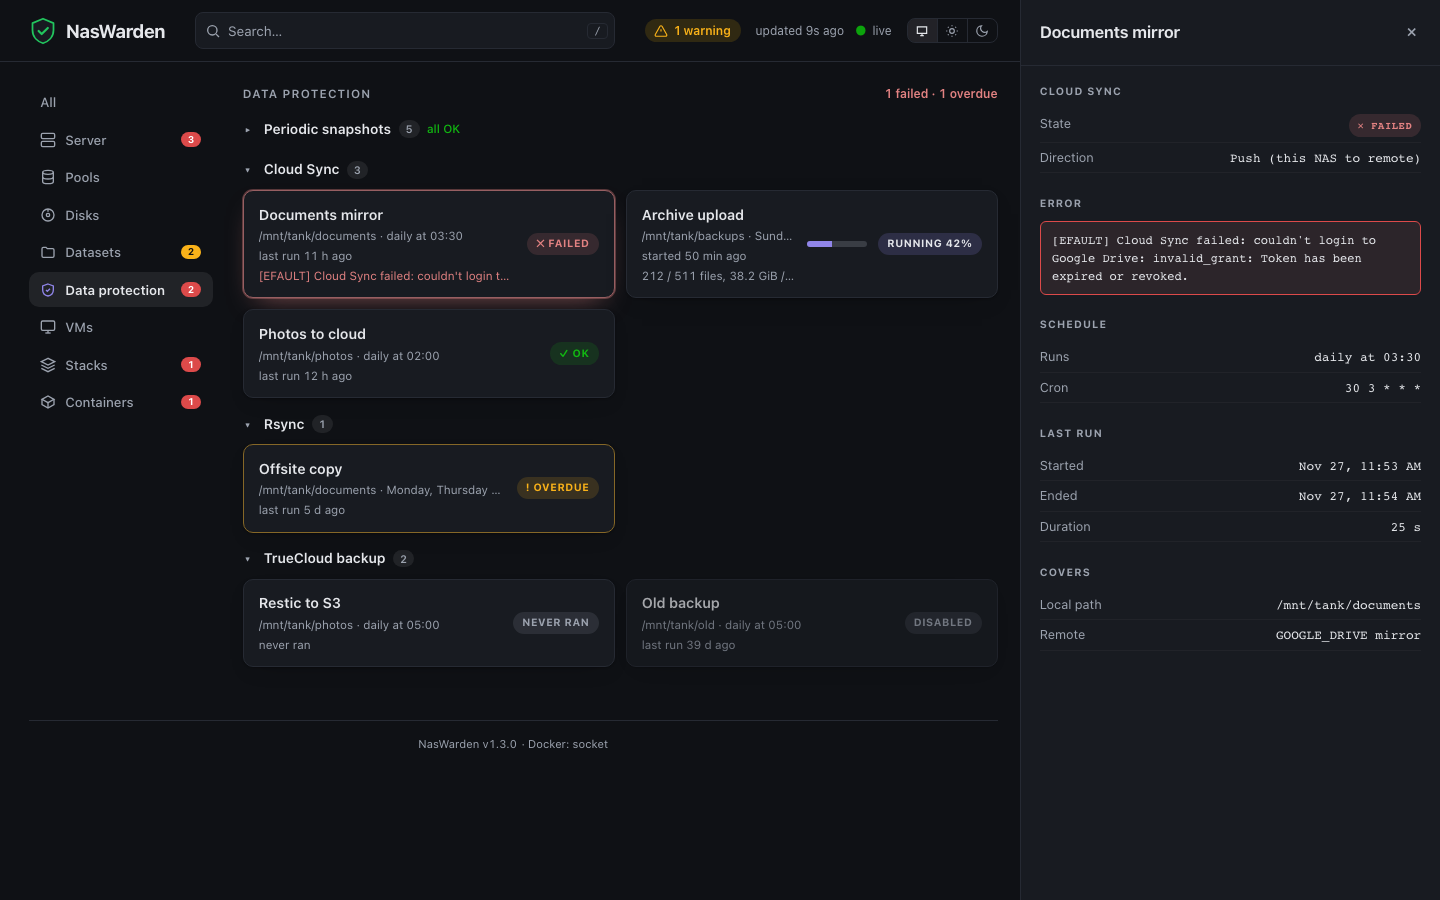 NasWarden
Search...
/
1 warning
updated 9s ago
live
All
Server 3
Pools
Disks
Datasets 2
Data protection 2
VMs
Stacks 1
Containers 1
DATA PROTECTION
1 failed · 1 overdue
Periodic snapshots 5 all OK
Cloud Sync 3
Documents mirror
/mnt/tank/documents · daily at 03:30
last run 11 h ago
[EFAULT] Cloud Sync failed: couldn't login t...
× FAILED
Archive upload
/mnt/tank/backups · Sund...
started 50 min ago
212 / 511 files, 38.2 GiB /...
RUNNING 42%
Photos to cloud
/mnt/tank/photos · daily at 02:00
last run 12 h ago
✓ OK
Rsync 1
Offsite copy
/mnt/tank/documents · Monday, Thursday ...
last run 5 d ago
! OVERDUE
TrueCloud backup 2
Restic to S3
/mnt/tank/photos · daily at 05:00
never ran
NEVER RAN
Old backup
/mnt/tank/old · daily at 05:00
last run 39 d ago
DISABLED
NasWarden v1.3.0 · Docker: socket
Documents mirror
×
CLOUD SYNC
State × FAILED
Direction Push (this NAS to remote)
ERROR
[EFAULT] Cloud Sync failed: couldn't login to
Google Drive: invalid_grant: Token has been
expired or revoked.
SCHEDULE
Runs daily at 03:30
Cron 30 3 * * *
LAST RUN
Started Nov 27, 11:53 AM
Ended Nov 27, 11:54 AM
Duration 25 s
COVERS
Local path /mnt/tank/documents
Remote GOOGLE_DRIVE mirror